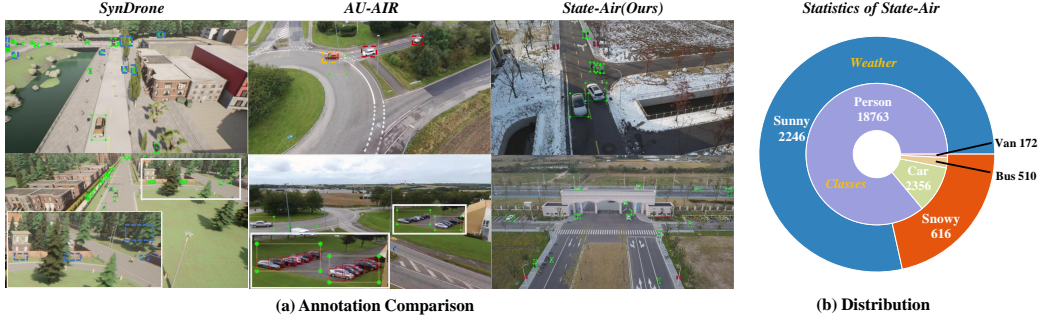 SynDrone
AU-AIR
State-Air(Ours)
Statistics of State-Air
Weather
Person
18763
Sunny
2246
Van 172
Car
2356
Bus 510
Classes
Snowy
616
(a) Annotation Comparison
(b) Distribution